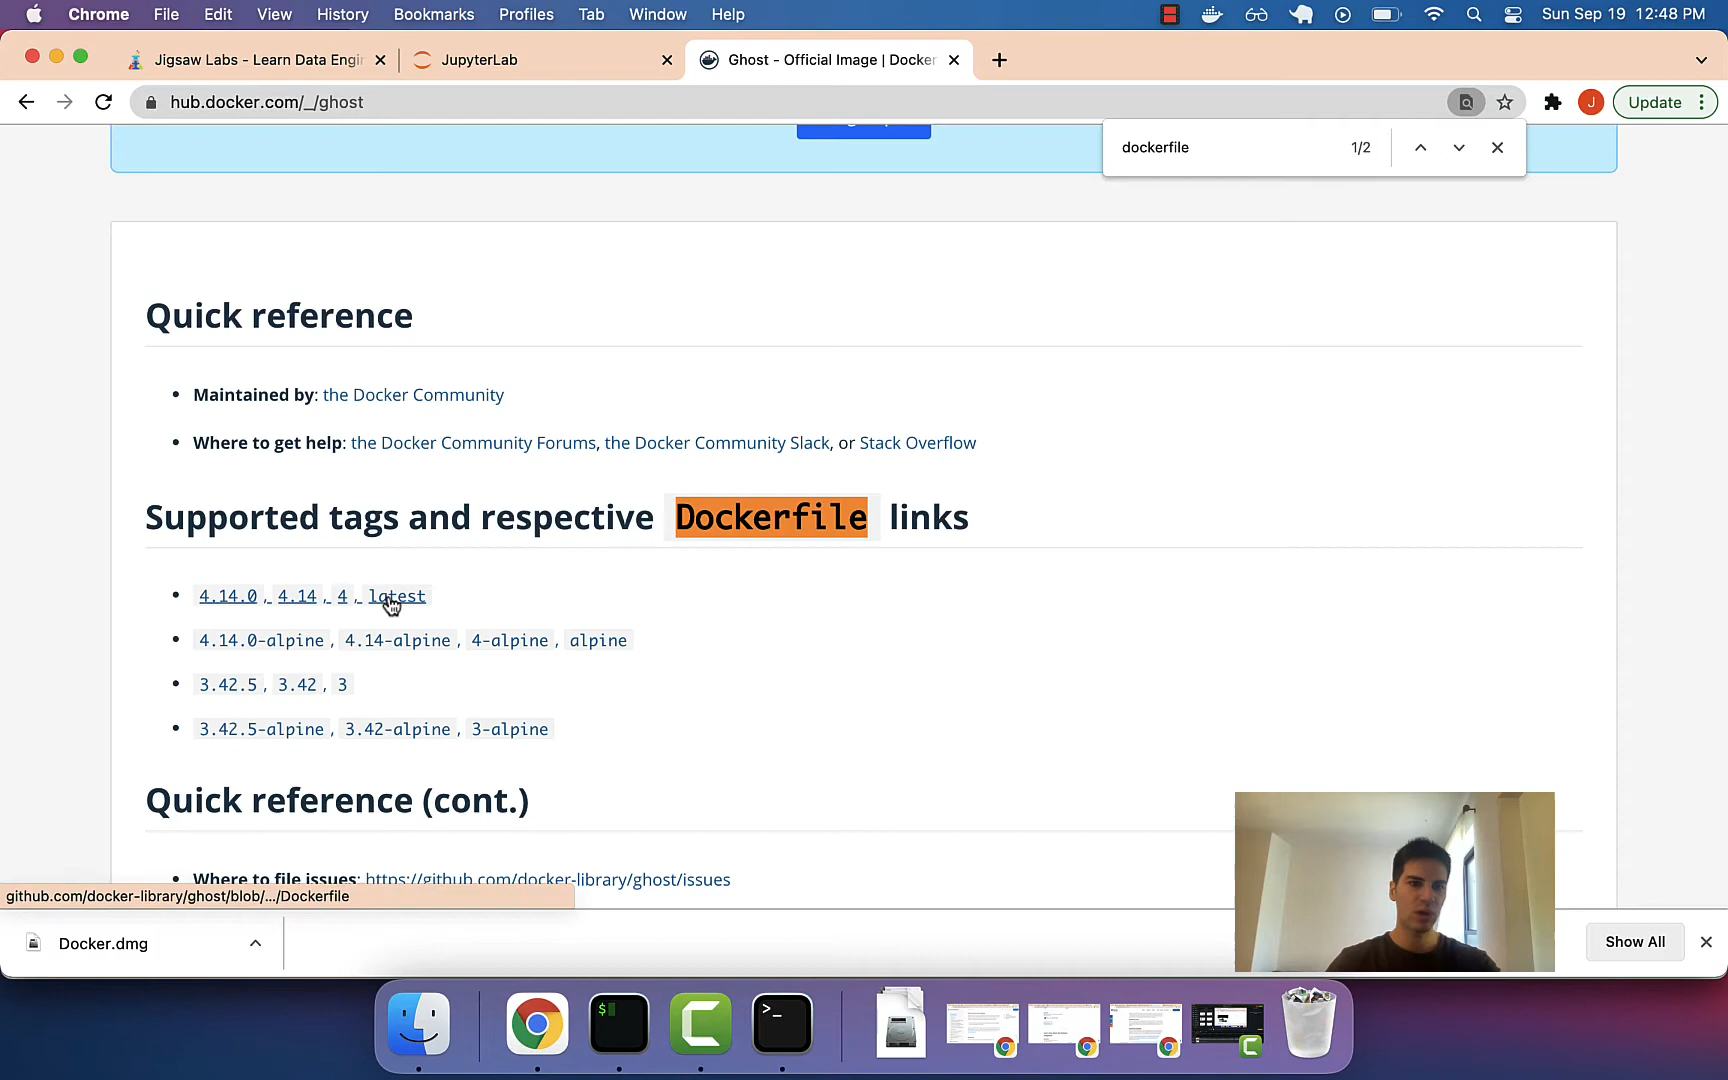 Chrome File Edit View History Bookmarks Profiles Tab Window Help Sun Sep 19 12:48 PM
Jigsaw Labs - Learn Data Engir JupyterLab Ghost - Official Image | Docker
hub.docker.com/_/ghost J Update
dockerfile 1/2
Quick reference
Maintained by: the Docker Community
Where to get help: the Docker Community Forums, the Docker Community Slack, or Stack Overflow
Supported tags and respective Dockerfile links
4.14.0, 4.14, 4, latest
4.14.0-alpine, 4.14-alpine, 4-alpine, alpine
3.42.5, 3.42, 3
3.42.5-alpine, 3.42-alpine, 3-alpine
Quick reference (cont.)
Where to file issues: https://github.com/docker-library/ghost/issues
github.com/docker-library/ghost/blob/.../Dockerfile
Docker.dmg Show All
$ >_